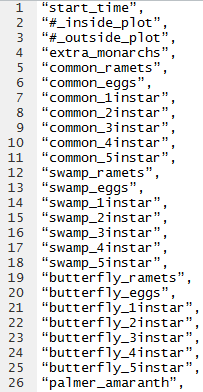 1 “start_time”,
2 “#_inside_plot”,
3 “#_outside_plot”,
4 “extra_monarchs”,
5 “common_ramets”,
6 “common_eggs”,
7 “common_1instar”,
8 “common_2instar”,
9 “common_3instar”,
10 “common_4instar”,
11 “common_5instar”,
12 “swamp_ramets”,
13 “swamp_eggs”,
14 “swamp_1instar”,
15 “swamp_2instar”,
16 “swamp_3instar”,
17 “swamp_4instar”,
18 “swamp_5instar”,
19 “butterfly_ramets”,
20 “butterfly_eggs”,
21 “butterfly_1instar”,
22 “butterfly_2instar”,
23 “butterfly_3instar”,
24 “butterfly_4instar”,
25 “butterfly_5instar”,
26 “palmer_amaranth”,